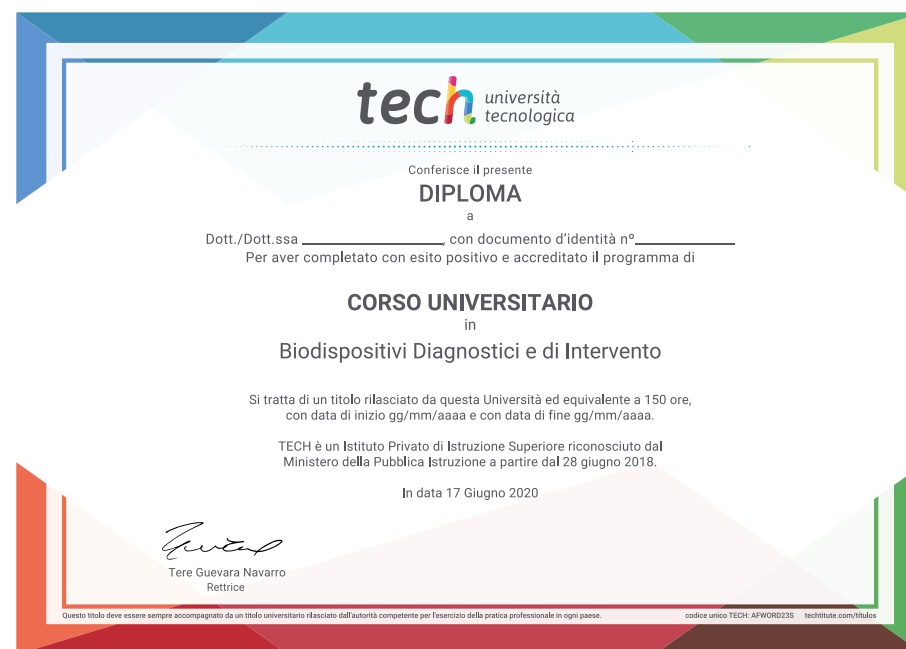 tech università
tecnologica
Conferisce il presente
DIPLOMA
a
Dott./Dott.ssa ____________________, con documento d'identità nº______________
Per aver completato con esito positivo e accreditato il programma di
CORSO UNIVERSITARIO
in
Biodispositivi Diagnostici e di Intervento
Si tratta di un titolo rilasciato da questa Università ed equivalente a 150 ore,
con data di inizio gg/mm/aaaa e con data di fine gg/mm/aaaa.
TECH è un Istituto Privato di Istruzione Superiore riconosciuto dal
Ministero della Pubblica Istruzione a partire dal 28 giugno 2018.
In data 17 Giugno 2020
Tere Guevara Navarro
Rettrice
Questo titolo deve essere sempre accompagnato da un titolo universitario rilasciato dall'autorità competente per l'esercizio della pratica professionale in ogni paese. codice unico TECH: AFWORD23S techtitute.com/titulos